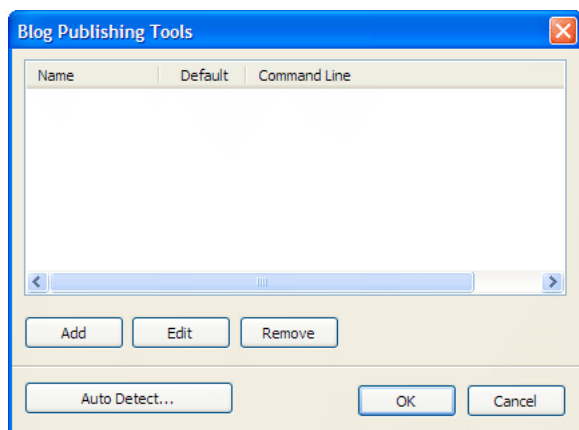 Blog Publishing Tools
Name Default Command Line
Add Edit Remove
Auto Detect... OK Cancel